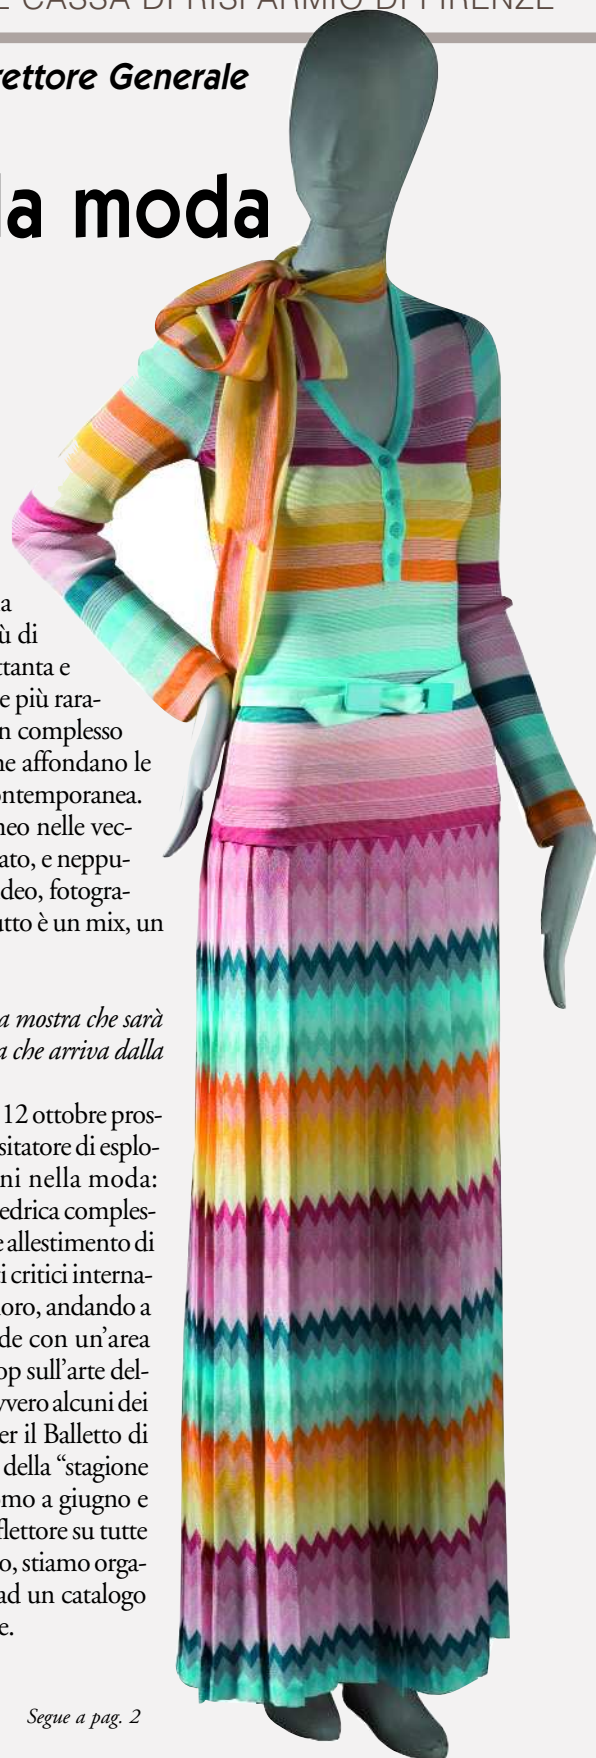 E CASSA DI RISPARMIO DI FIRENZE
rettore Generale
la moda
a
ù di
ttanta e
e più rara-
n complesso
he affondano le
ontemporanea.
neo nelle vec-
ato, e neppu-
deo, fotogra-
utto è un mix, un
a mostra che sarà
a che arriva dalla
12 ottobre pros-
sitatore di esplo-
ni nella moda:
edrica comples-
e allestimento di
i critici interna-
loro, andando a
de con un’area
op sull’arte del-
vvero alcuni dei
er il Balletto di
della “stagione
omo a giugno e
flettore su tutte
o, stiamo orga-
ad un catalogo
e.
Segue a pag. 2